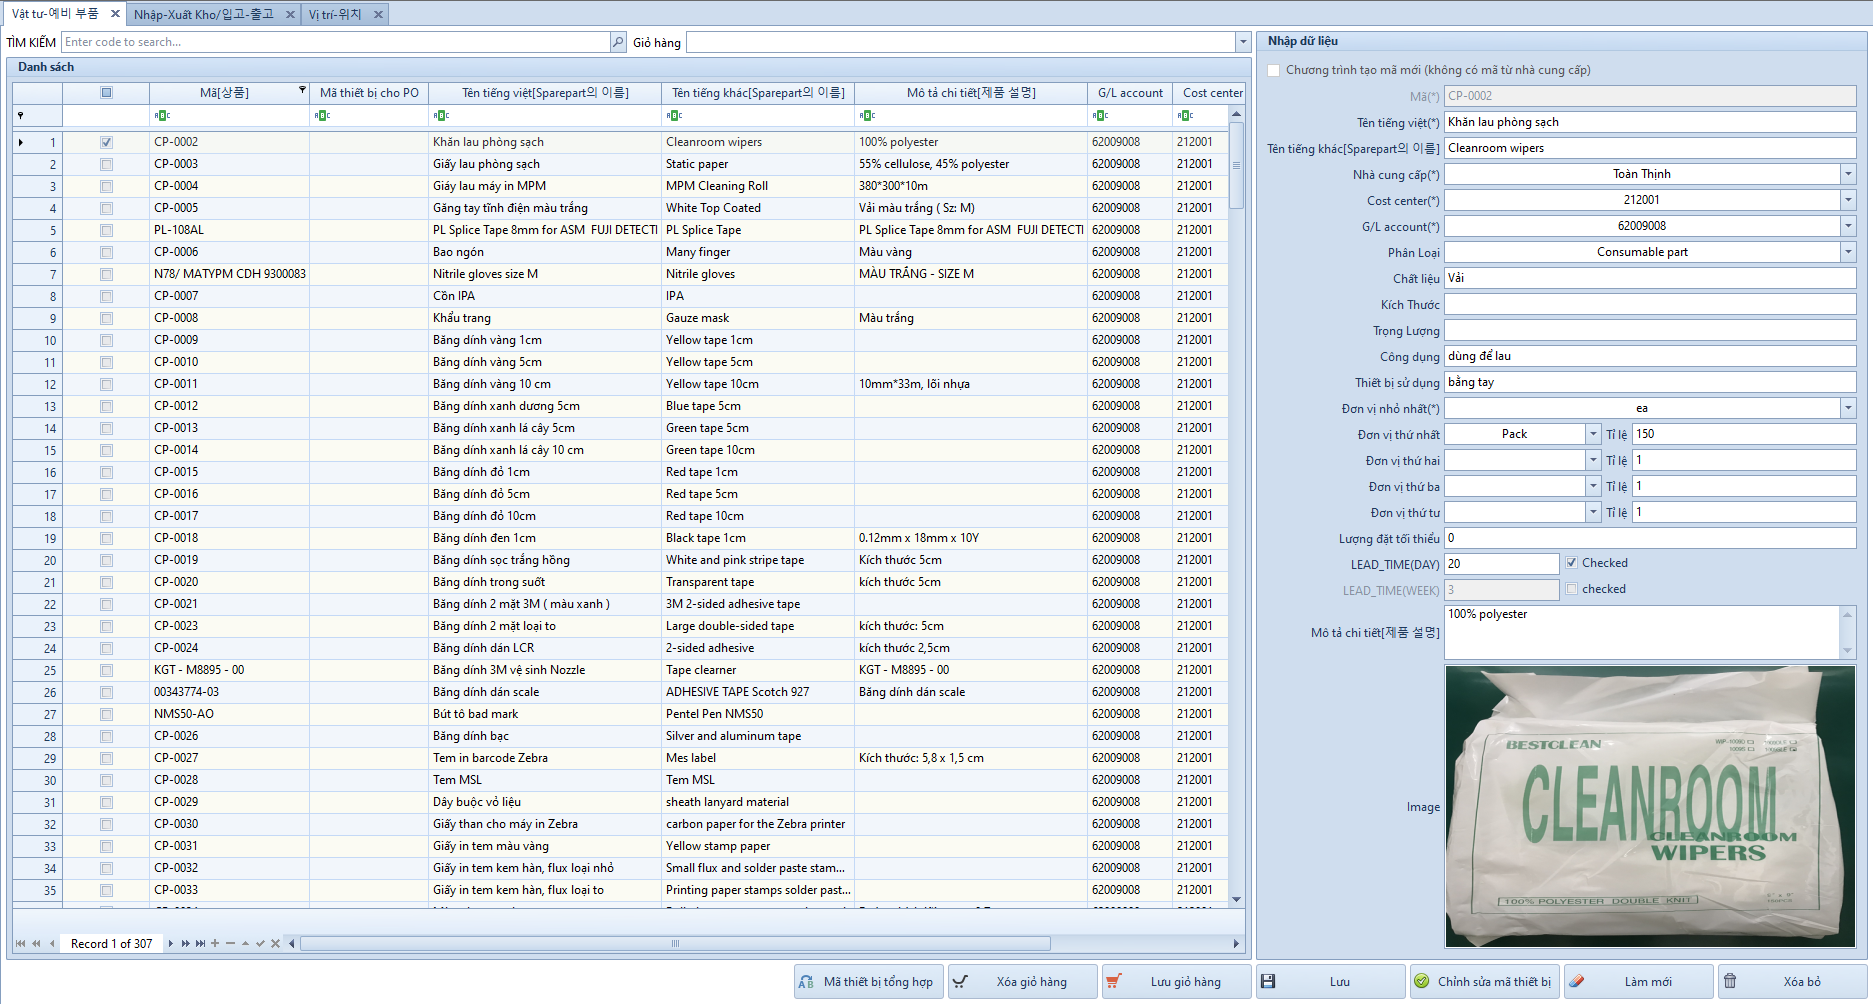 Vật tư-예비 부품
Nhập-Xuất Kho/입고-출고
Vị trí-위치
TÌM KIẾM Enter code to search... Giỏ hàng
Danh sách
Mã[상품] Mã thiết bị cho PO Tên tiếng việt[Sparepart의 이름] Tên tiếng khác[Sparepart의 이름] Mô tả chi tiết[제품 설명] G/L account Cost center
1 CP-0002 Khăn lau phòng sạch Cleanroom wipers 100% polyester 62009008 212001
2 CP-0003 Giấy lau phòng sạch Static paper 55% cellulose, 45% polyester 62009008 212001
3 CP-0004 Giáy lau máy in MPM MPM Cleaning Roll 380*300*10m 62009008 212001
4 CP-0005 Găng tay tĩnh điện màu trắng White Top Coated Vải màu trắng ( Sz: M) 62009008 212001
5 PL-108AL PL Splice Tape 8mm for ASM FUJI DETECTI PL Splice Tape PL Splice Tape 8mm for ASM FUJI DETECTI 62009008 212001
6 CP-0006 Bao ngón Many finger Màu vàng 62009008 212001
7 N78/ MATYPM CDH 9300083 Nitrile gloves size M Nitrile gloves MÀU TRẮNG - SIZE M 62009008 212001
8 CP-0007 Cồn IPA IPA 62009008 212001
9 CP-0008 Khẩu trang Gauze mask Màu trắng 62009008 212001
10 CP-0009 Băng dính vàng 1cm Yellow tape 1cm 62009008 212001
11 CP-0010 Băng dính vàng 5cm Yellow tape 5cm 62009008 212001
12 CP-0011 Băng dính vàng 10 cm Yellow tape 10cm 10mm*33m, lõi nhựa 62009008 212001
13 CP-0012 Băng dính xanh dương 5cm Blue tape 5cm 62009008 212001
14 CP-0013 Băng dính xanh lá cây 5cm Green tape 5cm 62009008 212001
15 CP-0014 Băng dính xanh lá cây 10 cm Green tape 10cm 62009008 212001
16 CP-0015 Băng dính đỏ 1cm Red tape 1cm 62009008 212001
17 CP-0016 Băng dính đỏ 5cm Red tape 5cm 62009008 212001
18 CP-0017 Băng dính đỏ 10cm Red tape 10cm 62009008 212001
19 CP-0018 Băng dính đen 1cm Black tape 1cm 0.12mm x 18mm x 10Y 62009008 212001
20 CP-0019 Băng dính sọc trắng hồng White and pink stripe tape Kích thước 5cm 62009008 212001
21 CP-0020 Băng dính trong suốt Transparent tape kích thước 5cm 62009008 212001
22 CP-0021 Băng dính 2 mặt 3M ( màu xanh ) 3M 2-sided adhesive tape 62009008 212001
23 CP-0023 Băng dính 2 mặt loại to Large double-sided tape kích thước: 5cm 62009008 212001
24 CP-0024 Băng dính dán LCR 2-sided adhesive kích thước 2,5cm 62009008 212001
25 KGT - M8895 - 00 Băng dính 3M vệ sinh Nozzle Tape clearner KGT - M8895 - 00 62009008 212001
26 00343774-03 Băng dính dán scale ADHESIVE TAPE Scotch 927 Băng dính dán scale 62009008 212001
27 NMS50-AO Bút tô bad mark Pentel Pen NMS50 62009008 212001
28 CP-0026 Băng dính bạc Silver and aluminum tape 62009008 212001
29 CP-0027 Tem in barcode Zebra Mes label Kích thước: 5,8 x 1,5 cm 62009008 212001
30 CP-0028 Tem MSL Tem MSL 62009008 212001
31 CP-0029 Dây buộc vỏ liệu sheath lanyard material 62009008 212001
32 CP-0030 Giấy than cho máy in Zebra carbon paper for the Zebra printer 62009008 212001
33 CP-0031 Giấy in tem màu vàng Yellow stamp paper 62009008 212001
34 CP-0032 Giấy in tem kem hàn, flux loại nhỏ Small flux and solder paste stam... 62009008 212001
35 CP-0033 Giấy in tem kem hàn, flux loại to Printing paper stamps solder past... 62009008 212001
Record 1 of 307
Nhập dữ liệu
Chương trình tạo mã mới (không có mã từ nhà cung cấp)
Mã(*) CP-0002
Tên tiếng việt(*) Khăn lau phòng sạch
Tên tiếng khác[Sparepart의 이름] Cleanroom wipers
Nhà cung cấp(*) Toàn Thịnh
Cost center(*) 212001
G/L account(*) 62009008
Phân Loại Consumable part
Chất liệu Vải
Kích Thước
Trọng Lượng
Công dụng dùng để lau
Thiết bị sử dụng bằng tay
Đơn vị nhỏ nhất(*) ea
Đơn vị thứ nhất Pack Tỉ lệ 150
Đơn vị thứ hai Tỉ lệ 1
Đơn vị thứ ba Tỉ lệ 1
Đơn vị thứ tư Tỉ lệ 1
Lượng đặt tối thiểu 0
LEAD_TIME(DAY) 20 Checked
LEAD_TIME(WEEK) 3 checked
Mô tả chi tiết[제품 설명] 100% polyester
Image
BESTCLEAN
CLEANROOM
CLEANROOM
WIPERS
100% POLYESTER DOUBLE KNIT
Mã thiết bị tổng hợp Xóa giỏ hàng Lưu giỏ hàng Lưu Chỉnh sửa mã thiết bị Làm mới Xóa bỏ